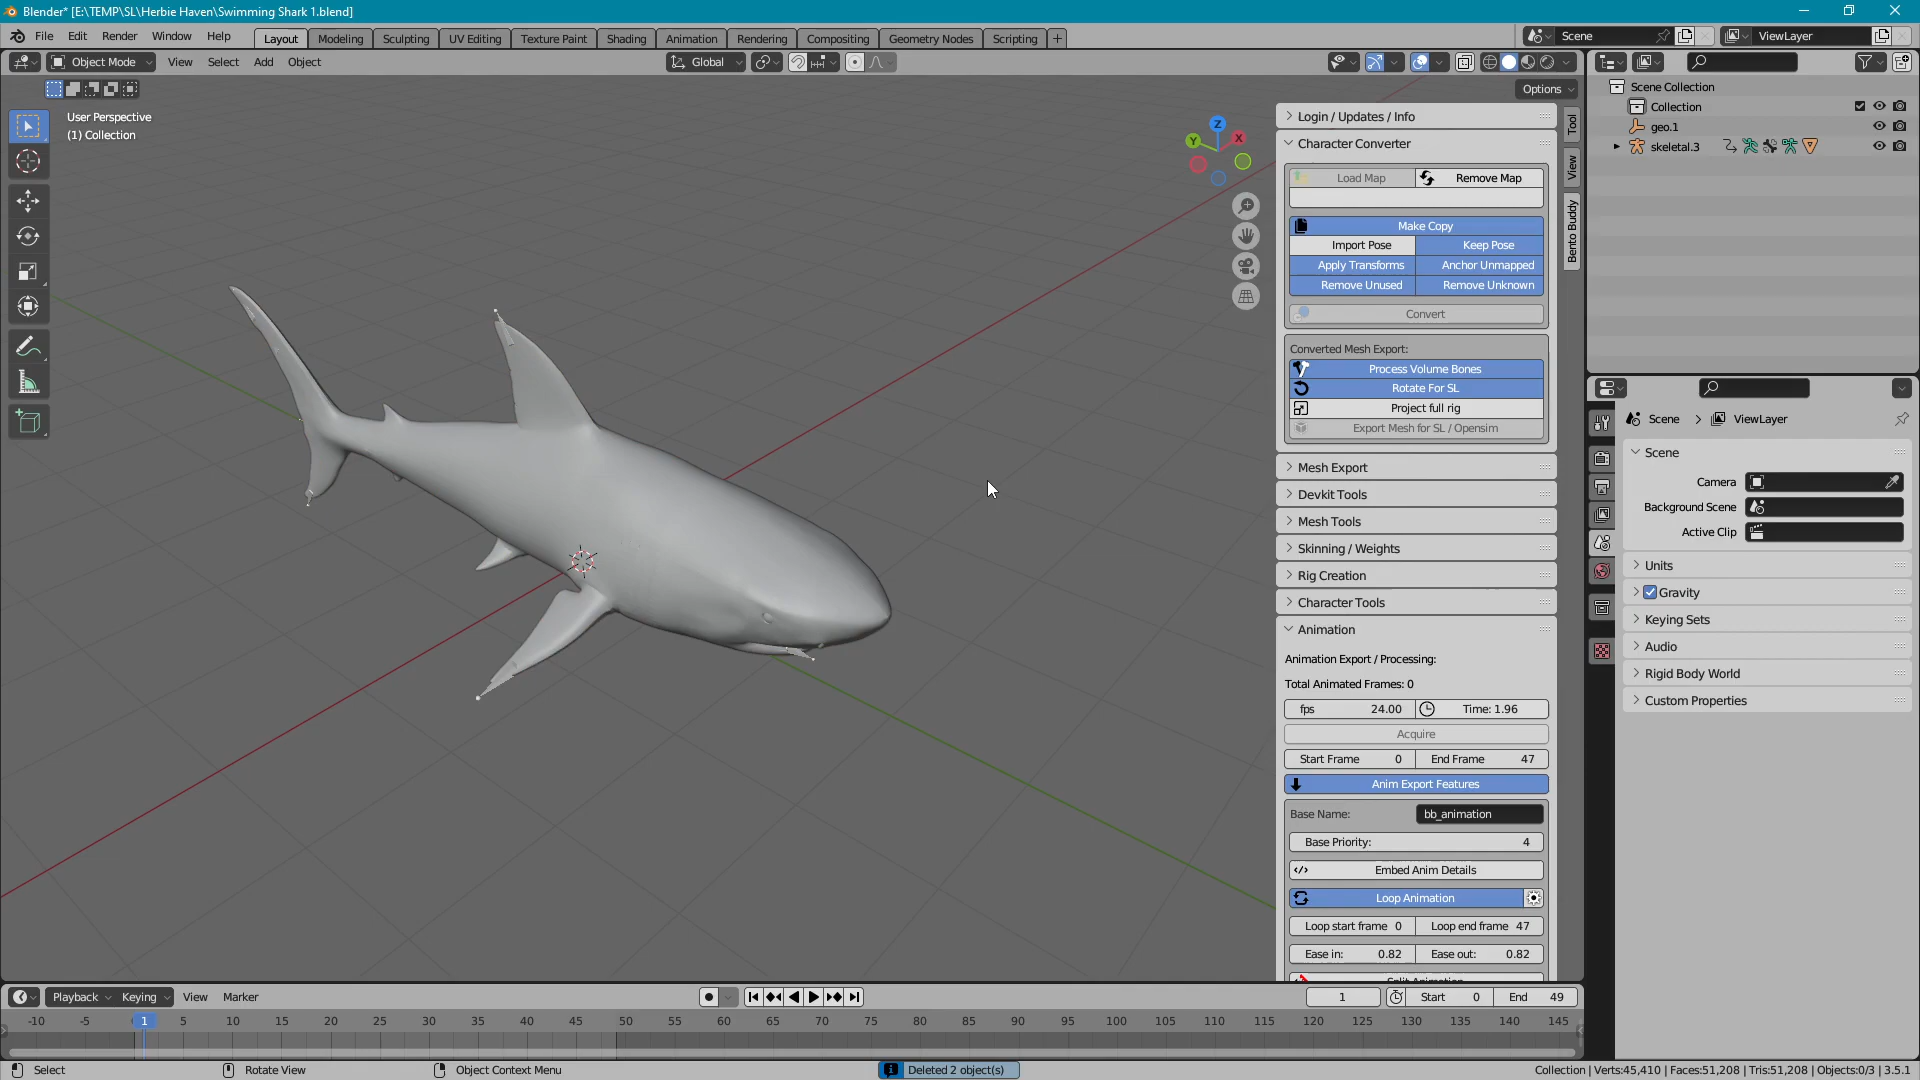 Blender* [E:\TEMP\SL\Herbie Haven\Swimming Shark 1.blend]
File Edit Render Window Help
Layout Modeling Sculpting UV Editing Texture Paint Shading Animation Rendering Compositing Geometry Nodes Scripting +
Scene
ViewLayer
Object Mode View Select Add Object
Global
Options
User Perspective
(1) Collection
Z
Y
X
Login / Updates / Info
Character Converter
Load Map Remove Map
Make Copy
Import Pose Keep Pose
Apply Transforms Anchor Unmapped
Remove Unused Remove Unknown
Convert
Converted Mesh Export:
Process Volume Bones
Rotate For SL
Project full rig
Export Mesh for SL / Opensim
Mesh Export
Devkit Tools
Mesh Tools
Skinning / Weights
Rig Creation
Character Tools
Animation
Animation Export / Processing:
Total Animated Frames: 0
fps 24.00 Time: 1.96
Acquire
Start Frame 0 End Frame 47
Anim Export Features
Base Name: bb_animation
Base Priority: 4
Embed Anim Details
Loop Animation
Loop start frame 0 Loop end frame 47
Ease in: 0.82 Ease out: 0.82
Split Animation
Tool
View
Bento Buddy
Scene Collection
Collection
geo.1
skeletal.3
Scene > ViewLayer
Scene
Camera
Background Scene
Active Clip
Units
Gravity
Keying Sets
Audio
Rigid Body World
Custom Properties
Playback Keying View Marker
1 Start 0 End 49
-10 -5 1 5 10 15 20 25 30 35 40 45 50 55 60 65 70 75 80 85 90 95 100 105 110 115 120 125 130 135 140 145
Select Rotate View Object Context Menu
Deleted 2 object(s)
Collection | Verts:45,410 | Faces:51,208 | Tris:51,208 | Objects:0/3 | 3.5.1